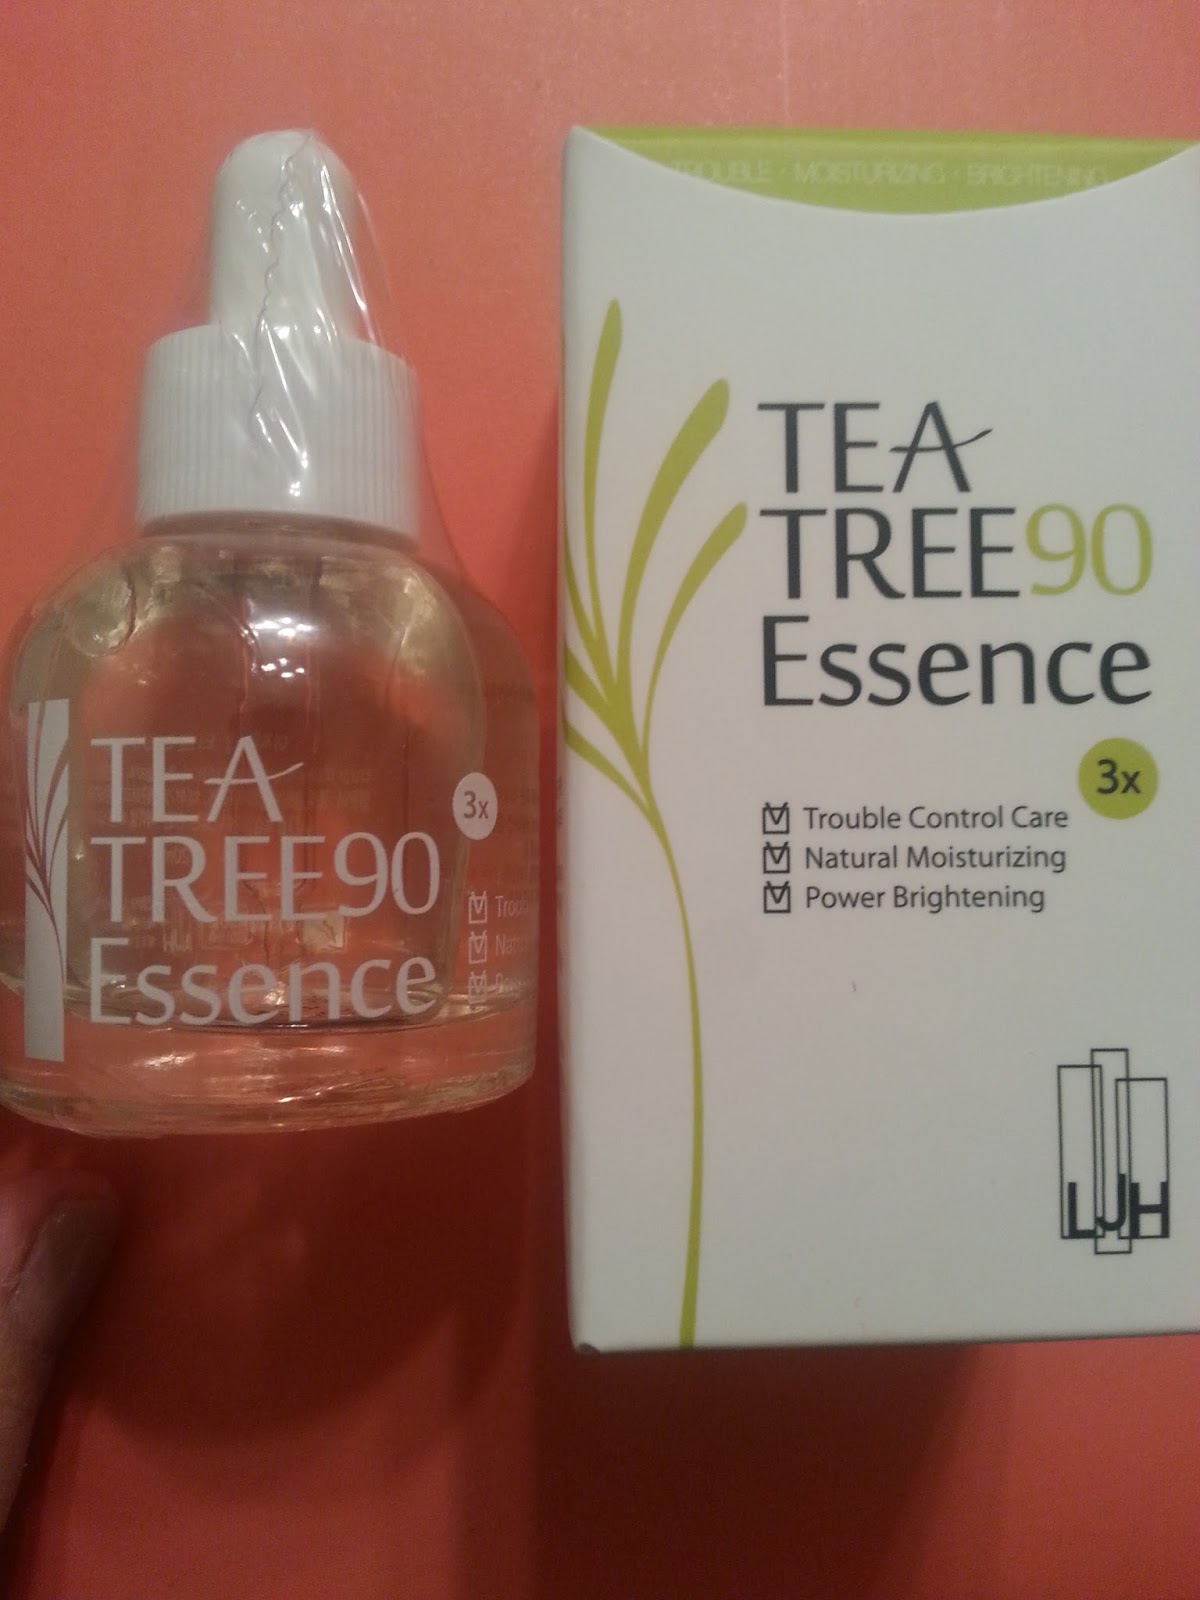 TEA
TREE90
Essence
3x
TROUBLE · MOISTURIZING · BRIGHTENING
TEA
TREE90
Essence
3x
Trouble Control Care
Natural Moisturizing
Power Brightening
LJH